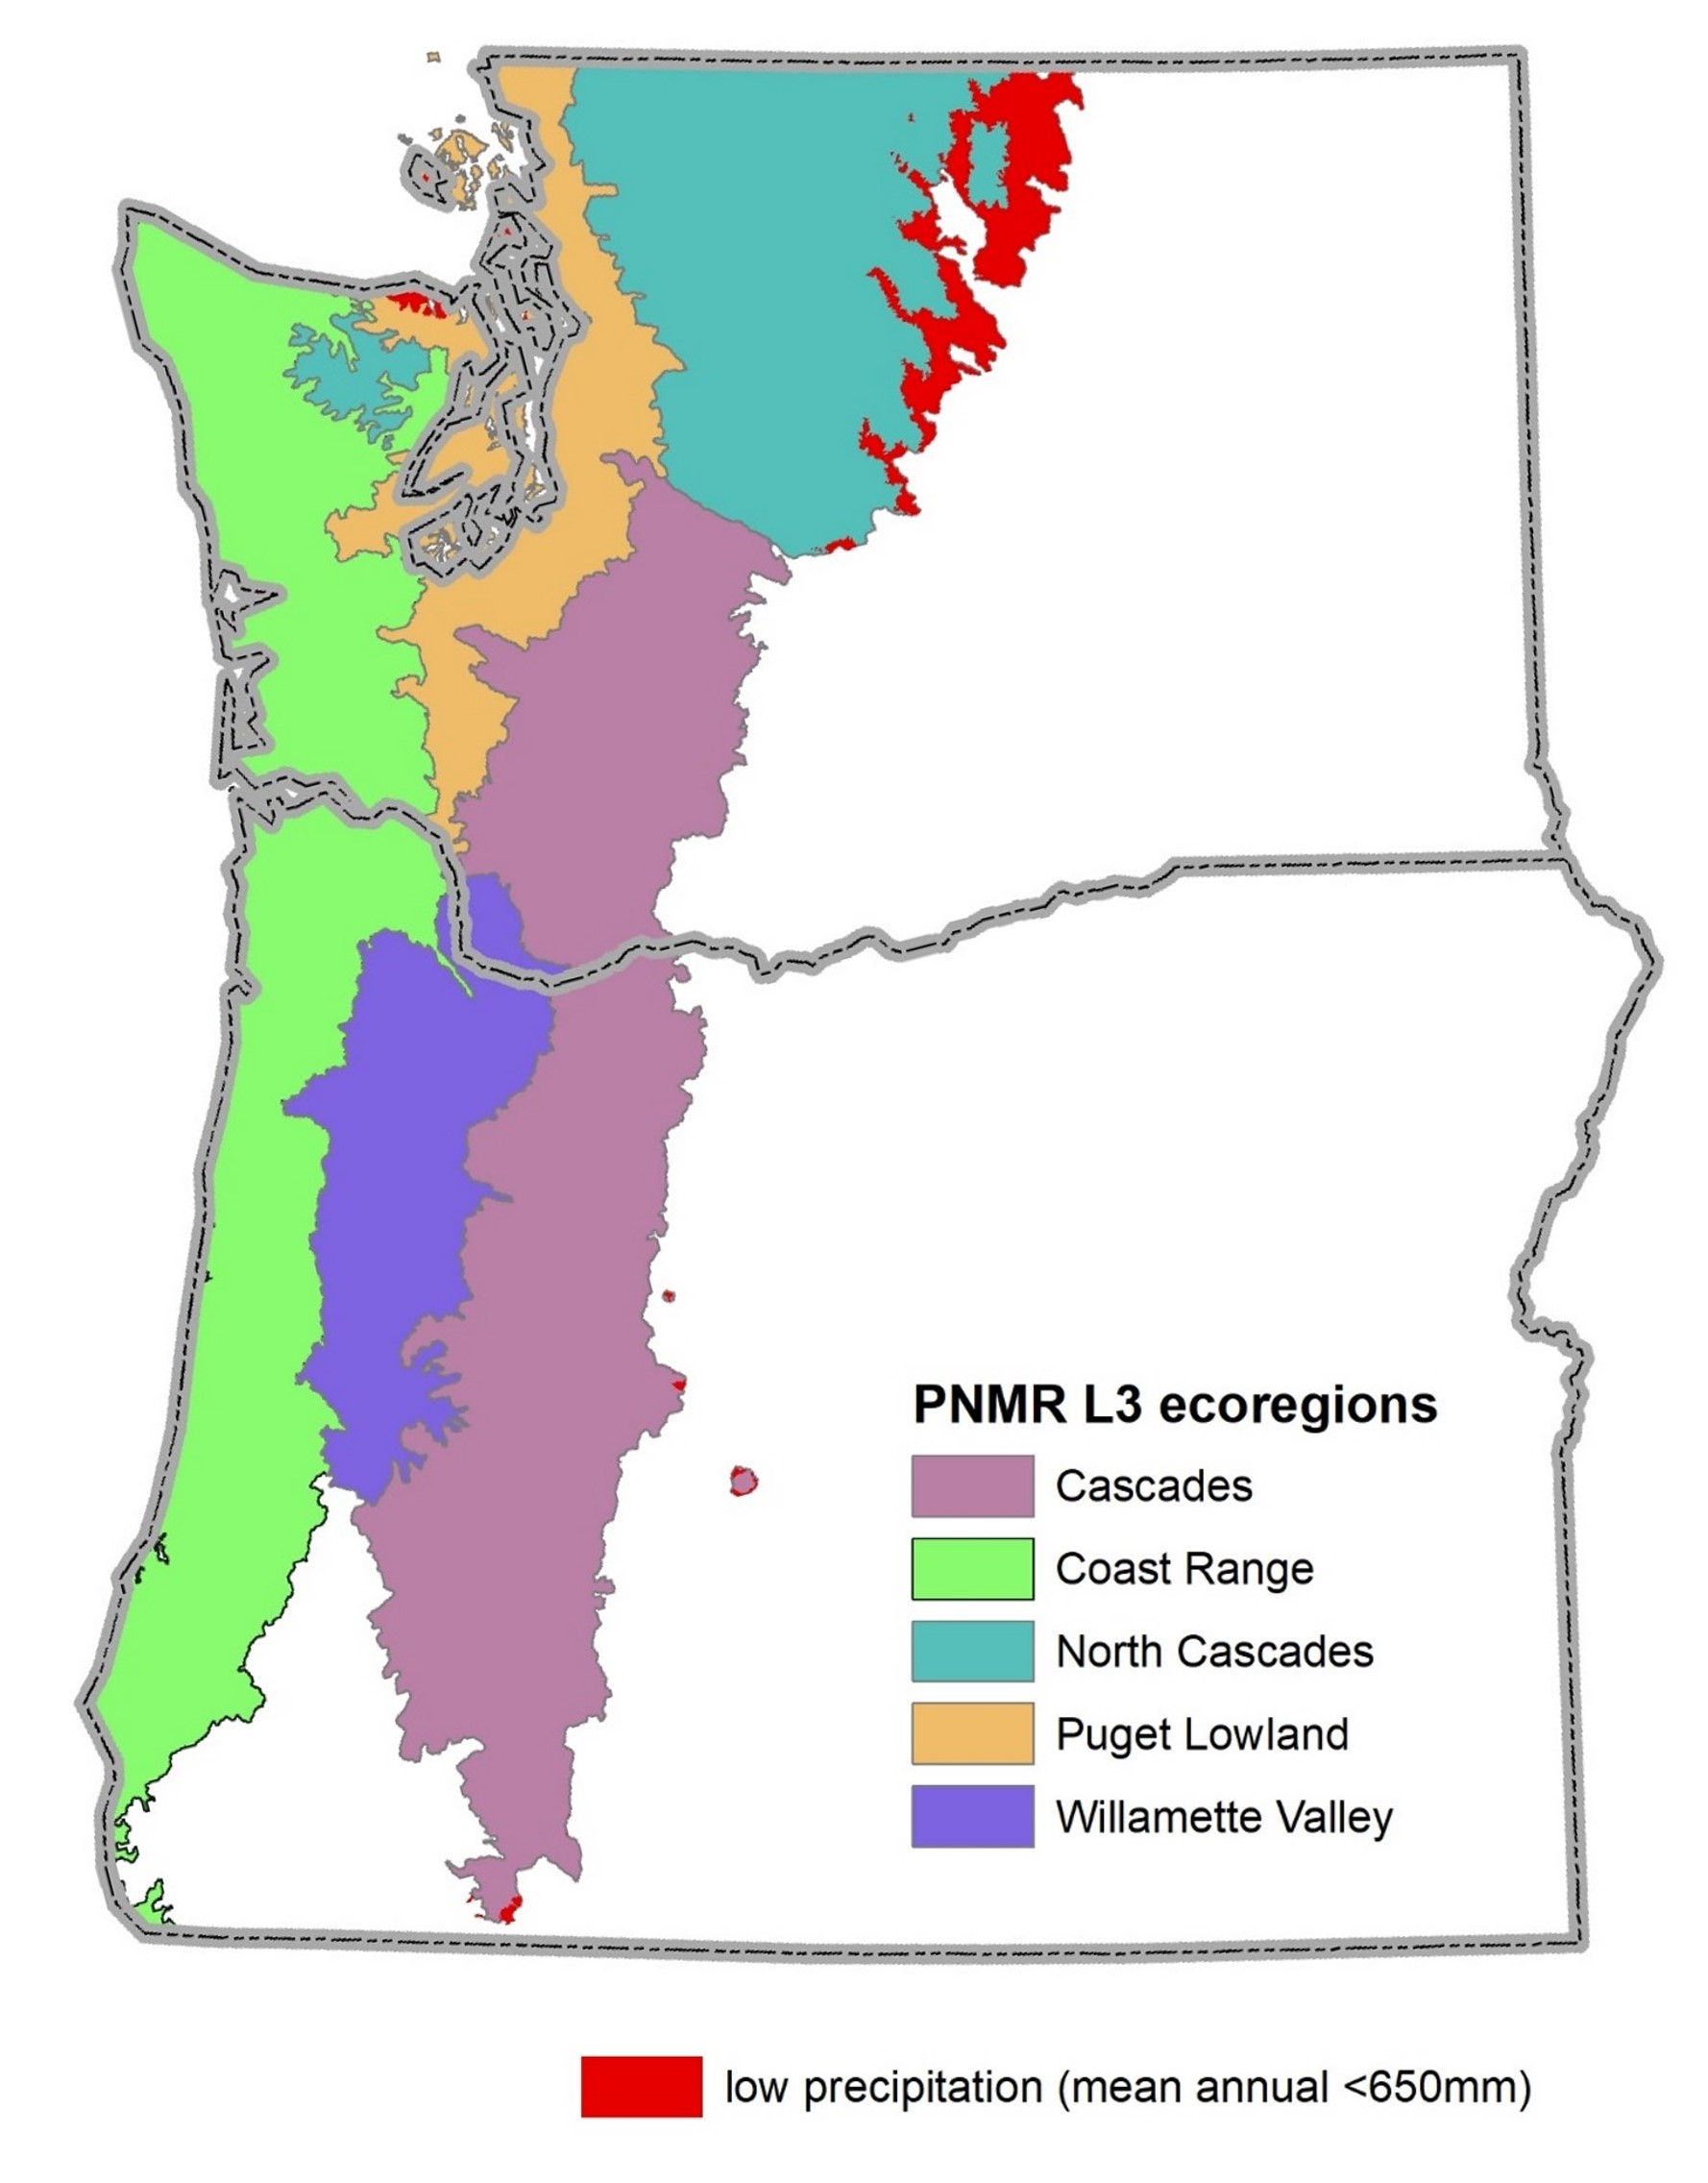 PNMR L3 ecoregions
Cascades
Coast Range
North Cascades
Puget Lowland
Willamette Valley
low precipitation (mean annual <650mm)